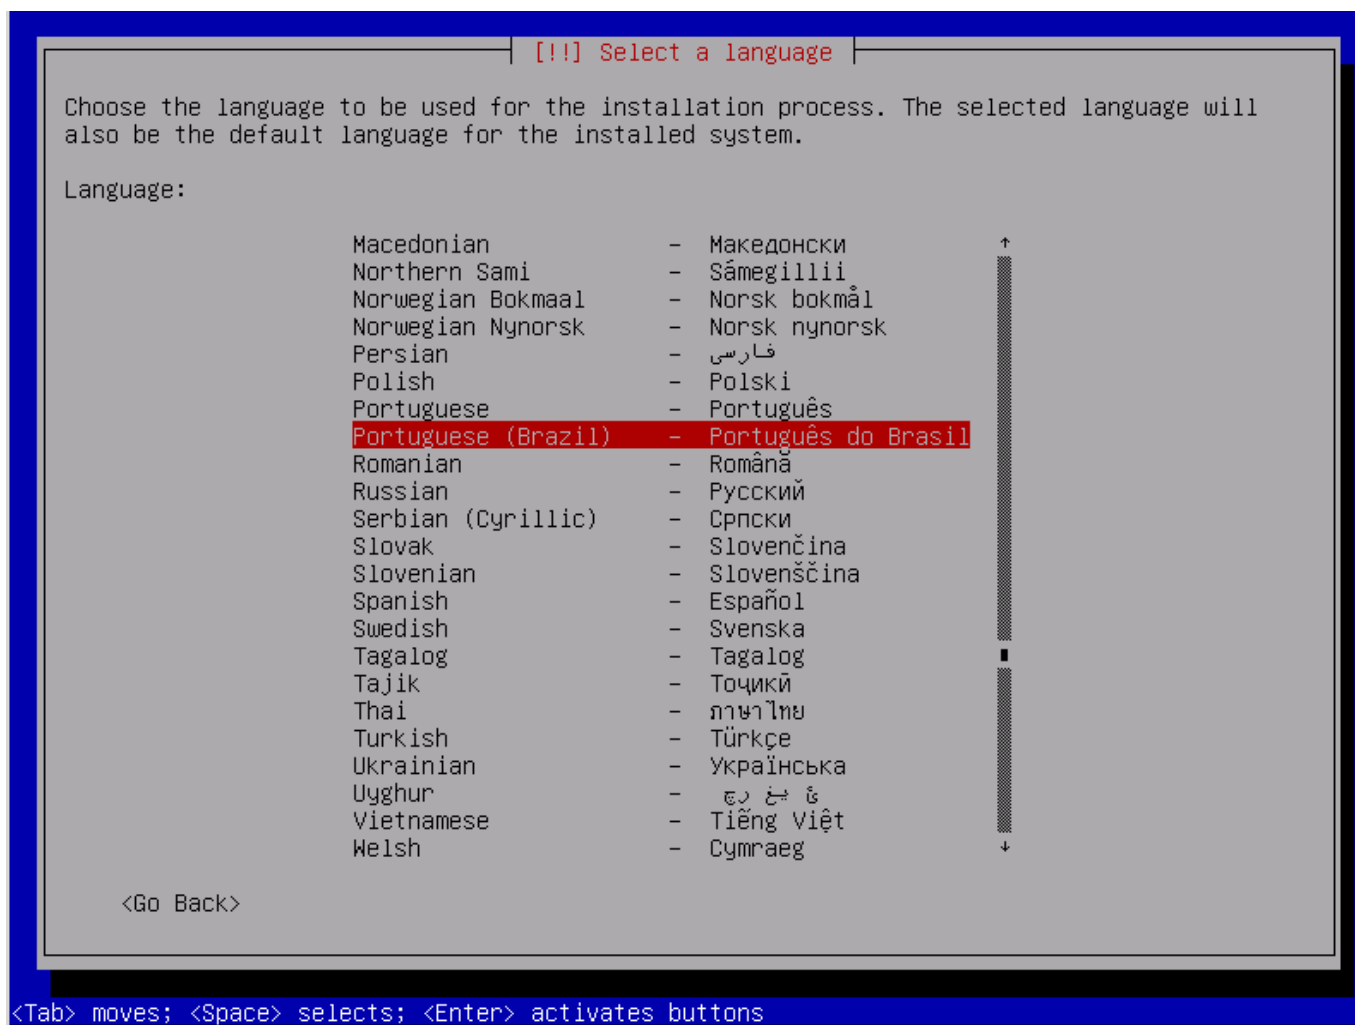 [!!] Select a language
Choose the language to be used for the installation process. The selected language will
also be the default language for the installed system.
Language:
Macedonian - Македонски
Northern Sami - Sámegillii
Norwegian Bokmaal - Norsk bokmål
Norwegian Nynorsk - Norsk nynorsk
Persian - فارسی
Polish - Polski
Portuguese - Português
Portuguese (Brazil) - Português do Brasil
Romanian - Română
Russian - Русский
Serbian (Cyrillic) - Српски
Slovak - Slovenčina
Slovenian - Slovenščina
Spanish - Español
Swedish - Svenska
Tagalog - Tagalog
Tajik - Тоҷикӣ
Thai - ภาษาไทย
Turkish - Türkçe
Ukrainian - Українська
Uyghur -
Vietnamese - Tiếng Việt
Welsh - Cymraeg
<Go Back>
<Tab> moves; <Space> selects; <Enter> activates buttons